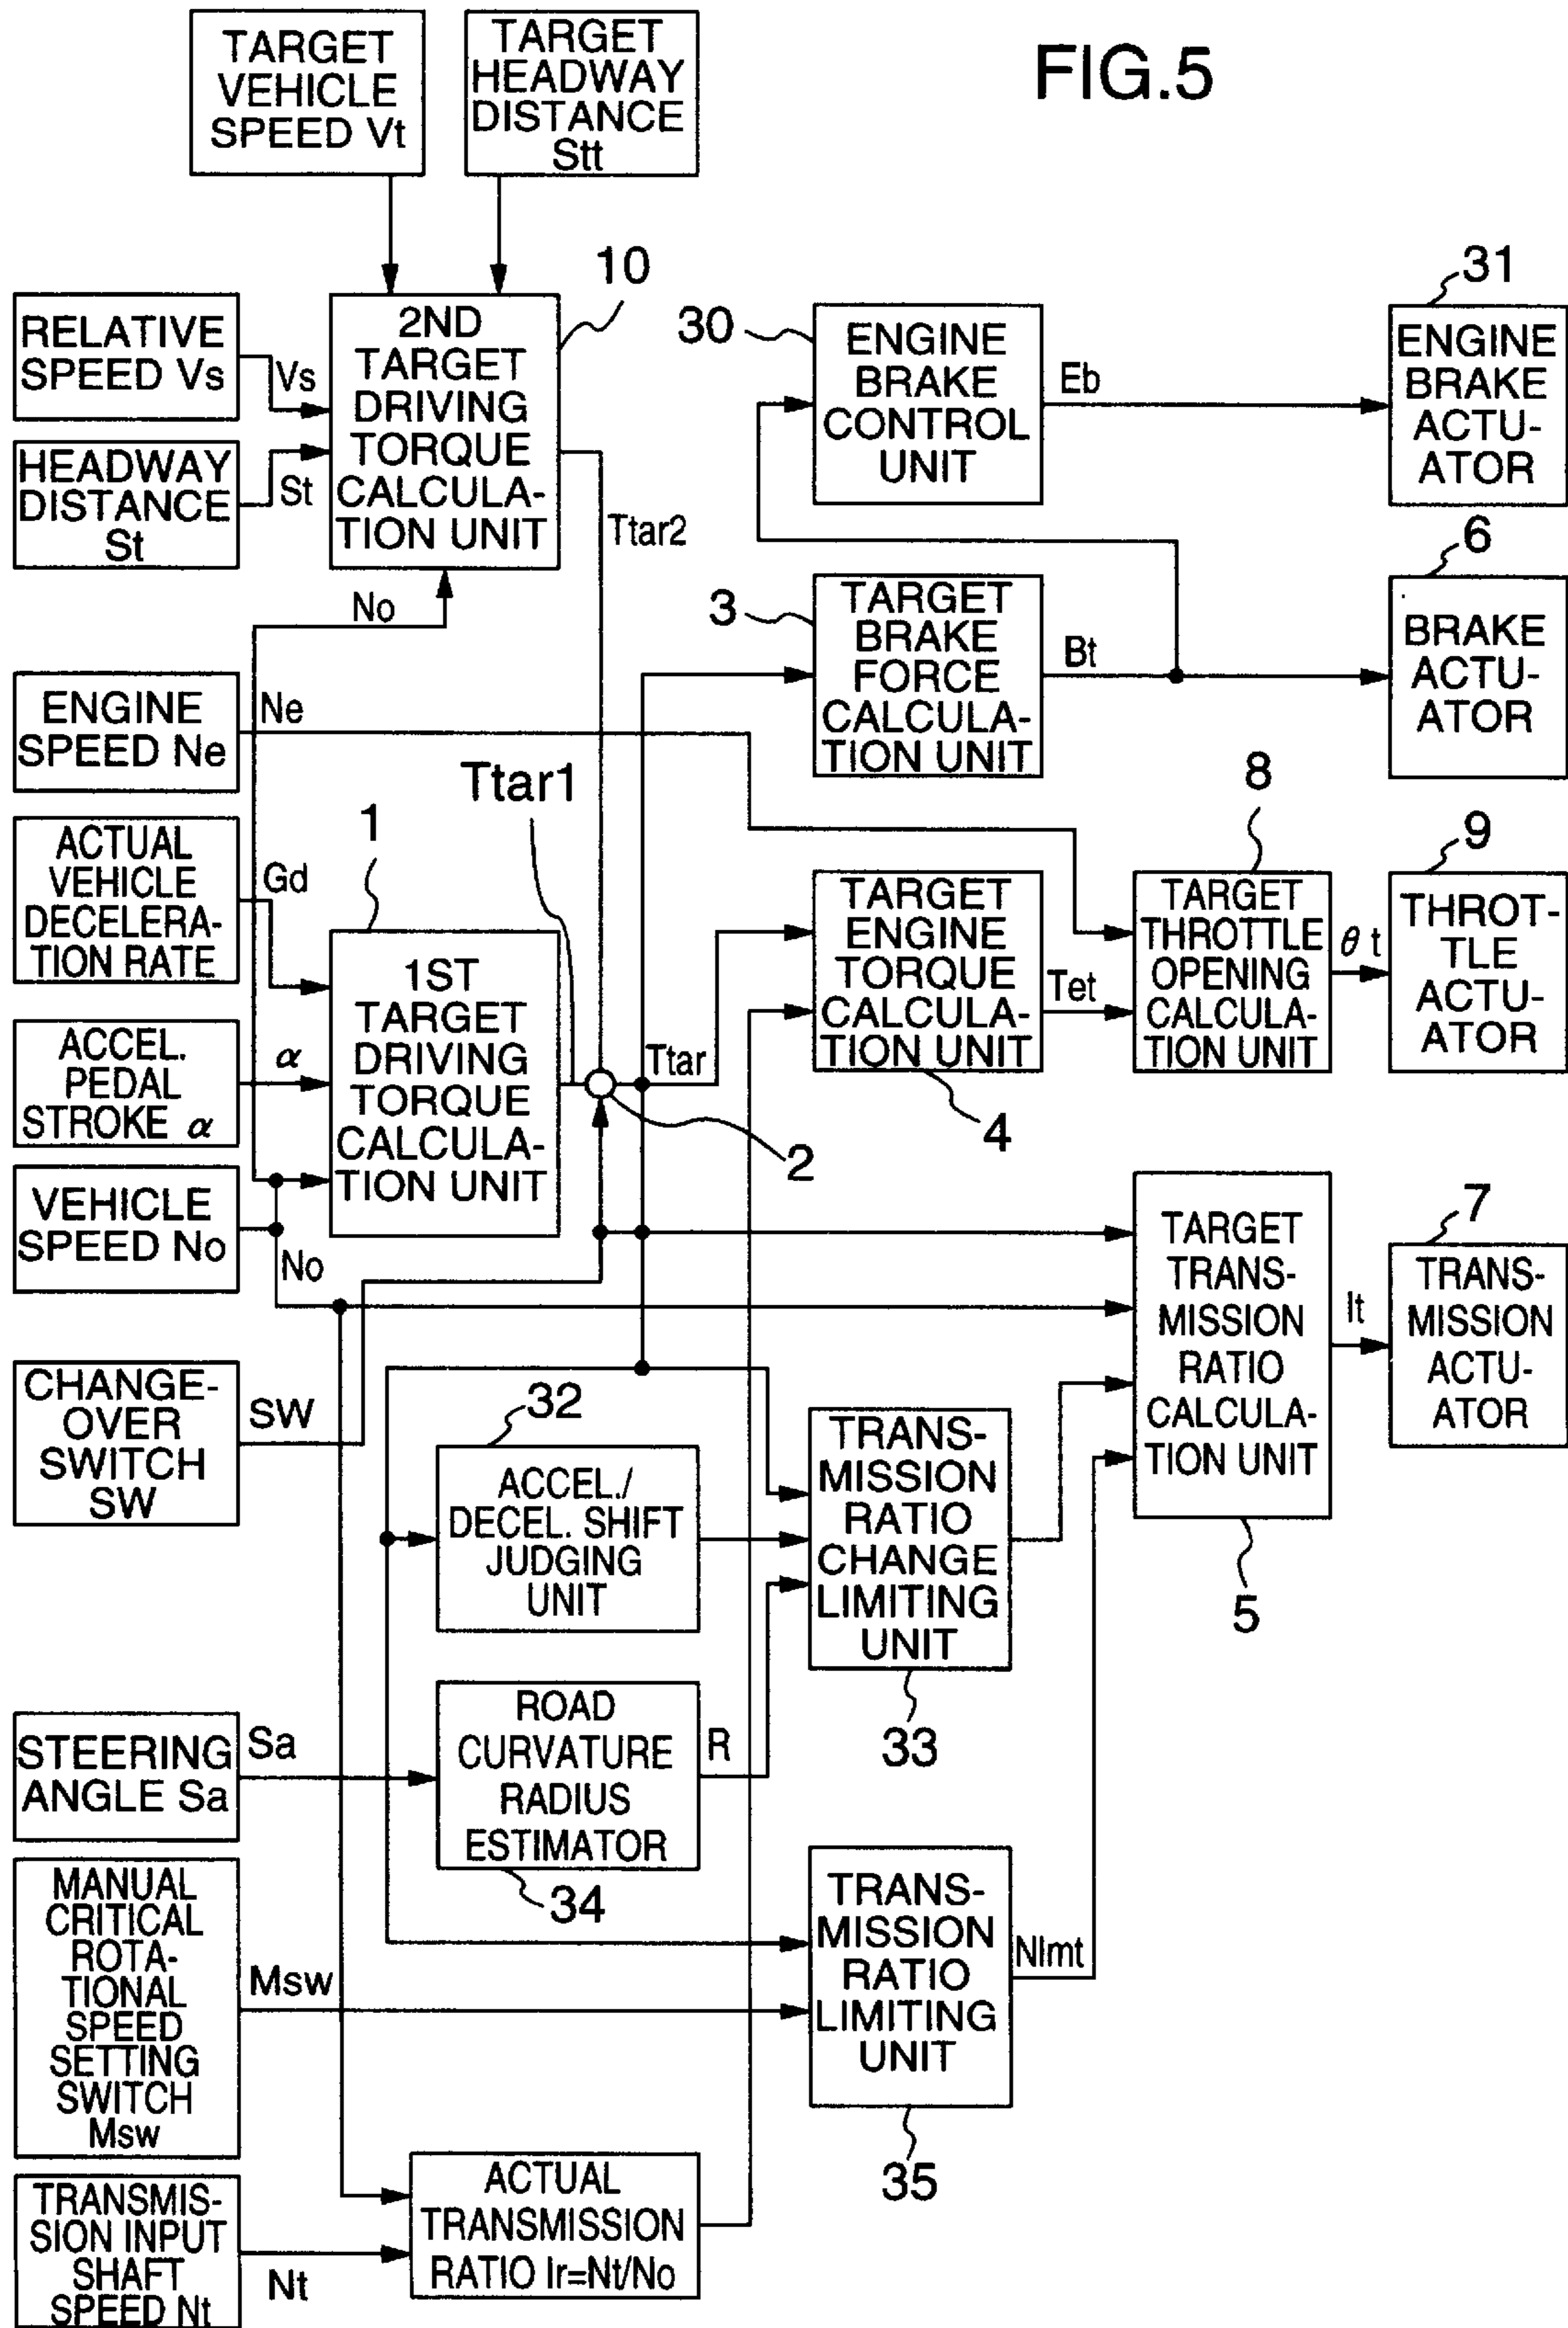 FIG.5
TARGET
VEHICLE
SPEED Vt
TARGET
HEADWAY
DISTANCE
Stt
10
RELATIVE
SPEED Vs
Vs
HEADWAY
DISTANCE
St
St
2ND
TARGET
DRIVING
TORQUE
CALCULA-
TION UNIT
Ttar2
No
30
ENGINE
BRAKE
CONTROL
UNIT
Eb
31
ENGINE
BRAKE
ACTU-
ATOR
3
TARGET
BRAKE
FORCE
CALCULA-
TION UNIT
Bt
6
BRAKE
ACTU-
ATOR
ENGINE
SPEED Ne
Ne
Ttar1
ACTUAL
VEHICLE
DECELERA-
TION RATE
Gd
1
1ST
TARGET
DRIVING
TORQUE
CALCULA-
TION UNIT
ACCEL.
PEDAL
STROKE α
α
VEHICLE
SPEED No
No
2
Ttar
TARGET
ENGINE
TORQUE
CALCULA-
TION UNIT
4
Tet
8
TARGET
THROTTLE
OPENING
CALCULA-
TION UNIT
θt
9
THROT-
TLE
ACTU-
ATOR
TARGET
TRANS-
MISSION
RATIO
CALCULA-
TION UNIT
5
It
7
TRANS-
MISSION
ACTU-
ATOR
CHANGE-
OVER
SWITCH
SW
SW
32
ACCEL./
DECEL. SHIFT
JUDGING
UNIT
TRANS-
MISSION
RATIO
CHANGE
LIMITING
UNIT
33
STEERING
ANGLE Sa
Sa
ROAD
CURVATURE
RADIUS
ESTIMATOR
34
R
MANUAL
CRITICAL
ROTA-
TIONAL
SPEED
SETTING
SWITCH
Msw
Msw
TRANS-
MISSION
RATIO
LIMITING
UNIT
35
Nlmt
TRANSMIS-
SION INPUT
SHAFT
SPEED Nt
Nt
ACTUAL
TRANSMISSION
RATIO Ir=Nt/No